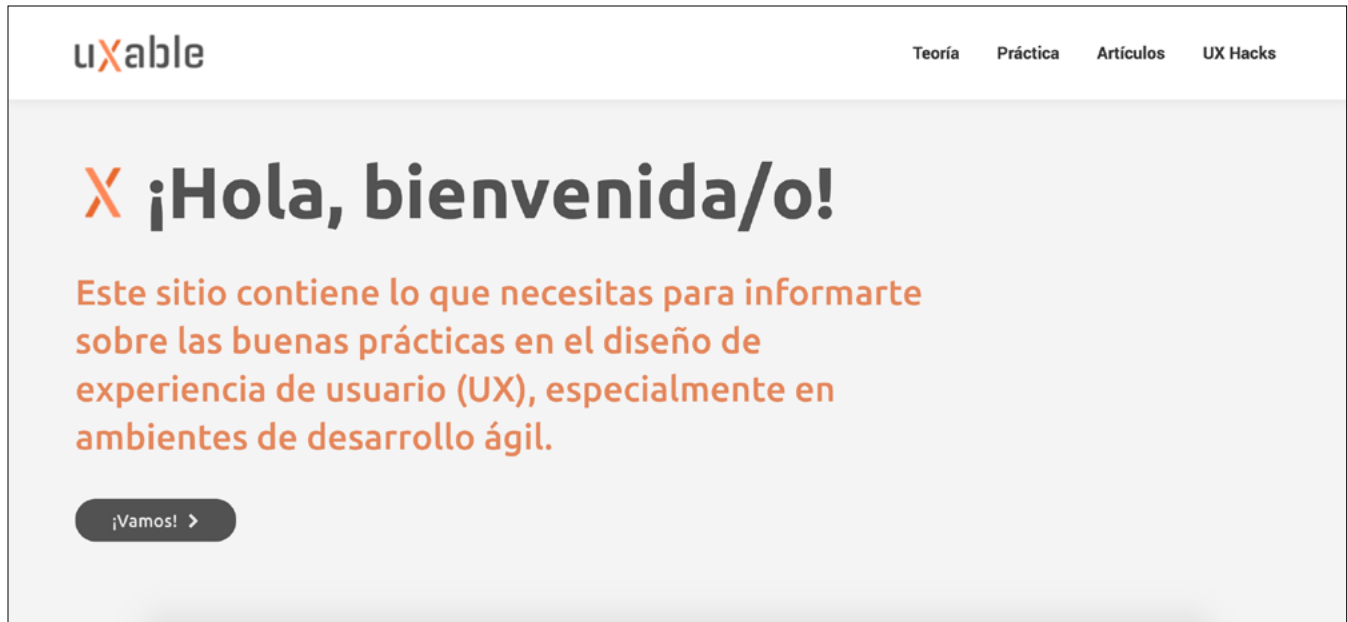 uXable
Teoría Práctica Artículos UX Hacks
X ¡Hola, bienvenida/o!
Este sitio contiene lo que necesitas para informarte
sobre las buenas prácticas en el diseño de
experiencia de usuario (UX), especialmente en
ambientes de desarrollo ágil.
¡Vamos!